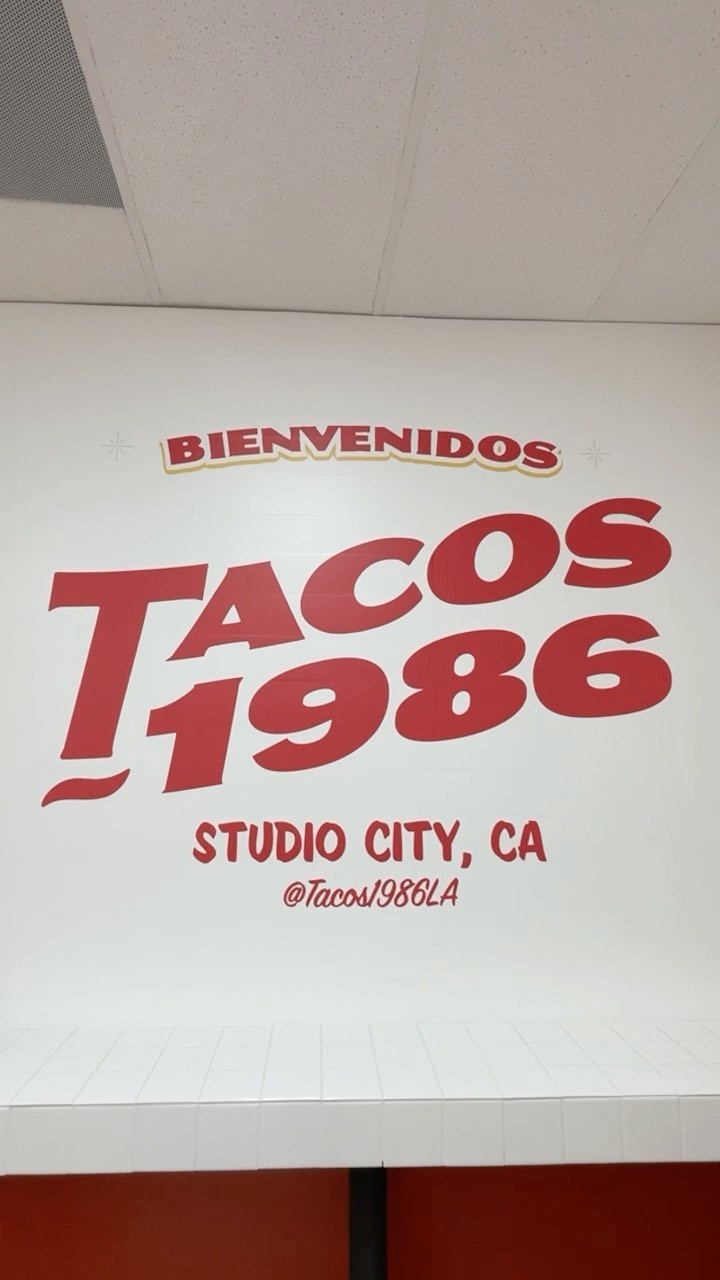 BIENVENIDOS
TACOS
1986
STUDIO CITY, CA
@Tacos1986LA